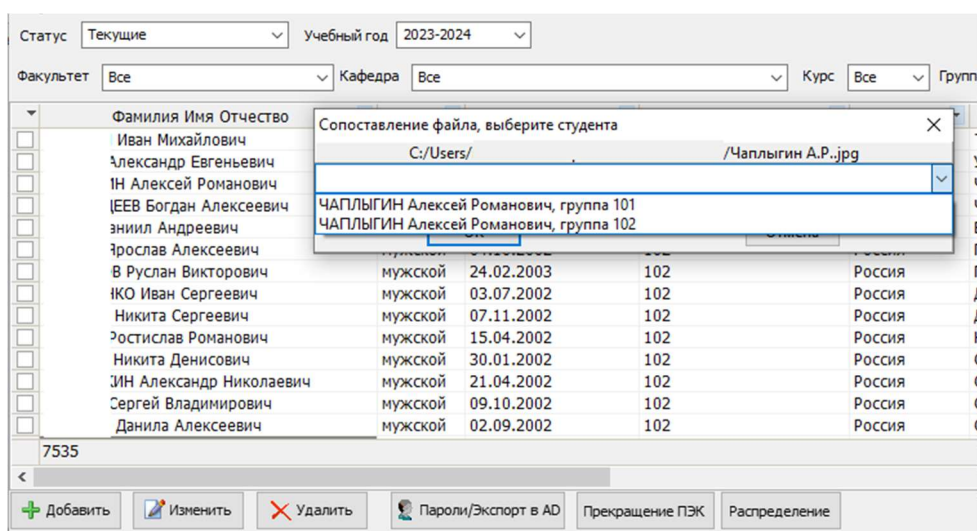 Статус Текущие Учебный год 2023-2024
Факультет Все Кафедра Все Курс Все Групп
Фамилия Имя Отчество
Сопоставление файла, выберите студента
C:/Users/ /Чаплыгин А.Р..jpg
ЧАПЛЫГИН Алексей Романович, группа 101
ЧАПЛЫГИН Алексей Романович, группа 102
Иван Михайлович
Александр Евгеньевич
ИН Алексей Романович
ЕЕВ Богдан Алексеевич
Андреевич
Ярослав Алексеевич
В Руслан Викторович мужской 24.02.2003 102 Россия
НКО Иван Сергеевич мужской 03.07.2002 102 Россия
Никита Сергеевич мужской 07.11.2002 102 Россия
Ростислав Романович мужской 15.04.2002 102 Россия
Никита Денисович мужской 30.01.2002 102 Россия
Александр Николаевич мужской 21.04.2002 102 Россия
Сергей Владимирович мужской 09.10.2002 102 Россия
Данила Алексеевич мужской 02.09.2002 102 Россия
7535
Добавить Изменить Удалить Пароли/Экспорт в AD Прекращение ПЭК Распределение